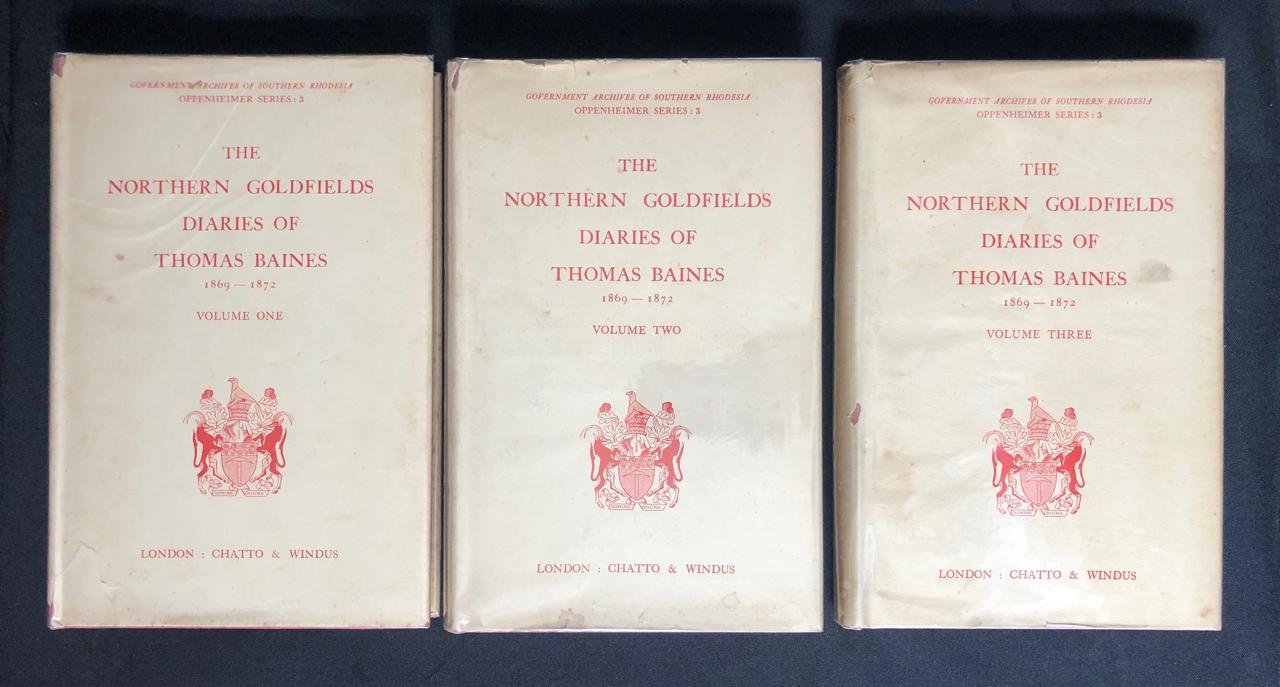 GOVERNMENT ARCHIVES OF SOUTHERN RHODESIA
OPPENHEIMER SERIES : 3
THE
NORTHERN GOLDFIELDS
DIARIES OF
THOMAS BAINES
1869 — 1872
VOLUME ONE
LONDON : CHATTO & WINDUS
GOVERNMENT ARCHIVES OF SOUTHERN RHODESIA
OPPENHEIMER SERIES : 3
THE
NORTHERN GOLDFIELDS
DIARIES OF
THOMAS BAINES
1869 — 1872
VOLUME TWO
LONDON : CHATTO & WINDUS
GOVERNMENT ARCHIVES OF SOUTHERN RHODESIA
OPPENHEIMER SERIES : 3
THE
NORTHERN GOLDFIELDS
DIARIES OF
THOMAS BAINES
1869 — 1872
VOLUME THREE
LONDON : CHATTO & WINDUS